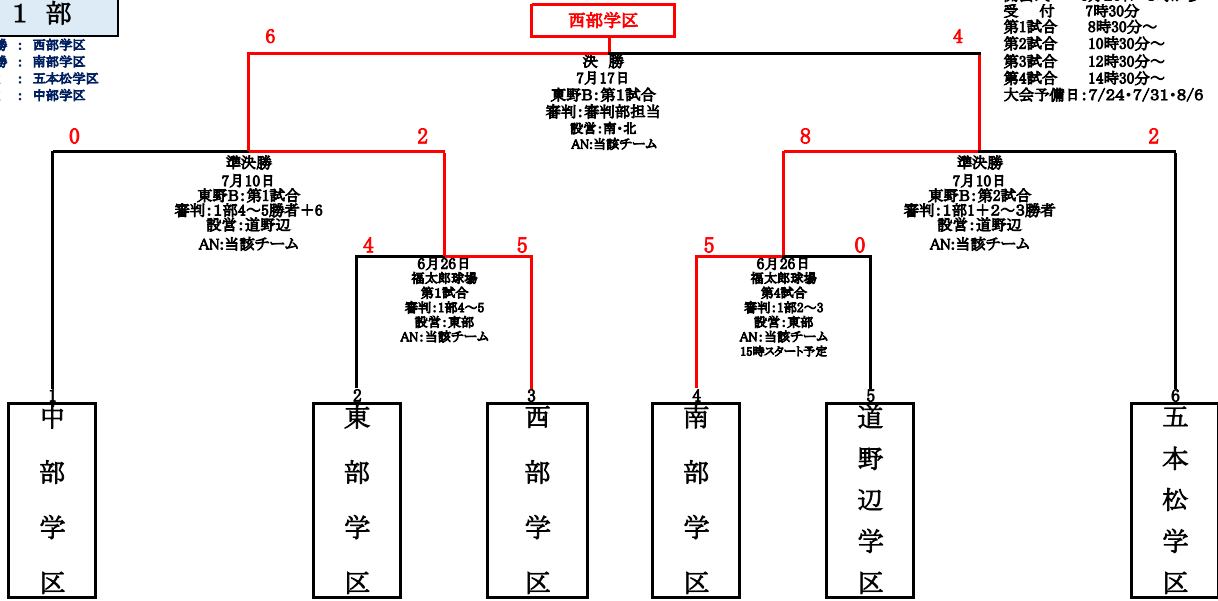 1 部
: 西部学区
: 南部学区
: 五本松学区
: 中部学区
西部学区
受 付 7時30分
第1試合 8時30分～
第2試合 10時30分～
第3試合 12時30分～
第4試合 14時30分～
大会予備日：7/24・7/31・8/6
6
4
決 勝
7月17日
東野B：第1試合
審判：審判部担当
設営：南・北
AN:当該チーム
0
2
8
2
準決勝
7月10日
東野B：第1試合
審判：1部4～5勝者＋6
設営：道野辺
AN:当該チーム
準決勝
7月10日
東野B：第2試合
審判：1部1＋2～3勝者
設営：道野辺
AN:当該チーム
4
5
5
0
6月26日
福太郎球場
第1試合
審判：1部4～5
設営：東部
AN:当該チーム
6月26日
福太郎球場
第4試合
審判：1部2～3
設営：東部
AN:当該チーム
15時スタート予定
1
中部学区
2
東部学区
3
西部学区
4
南部学区
5
道野辺学区
6
五本松学区